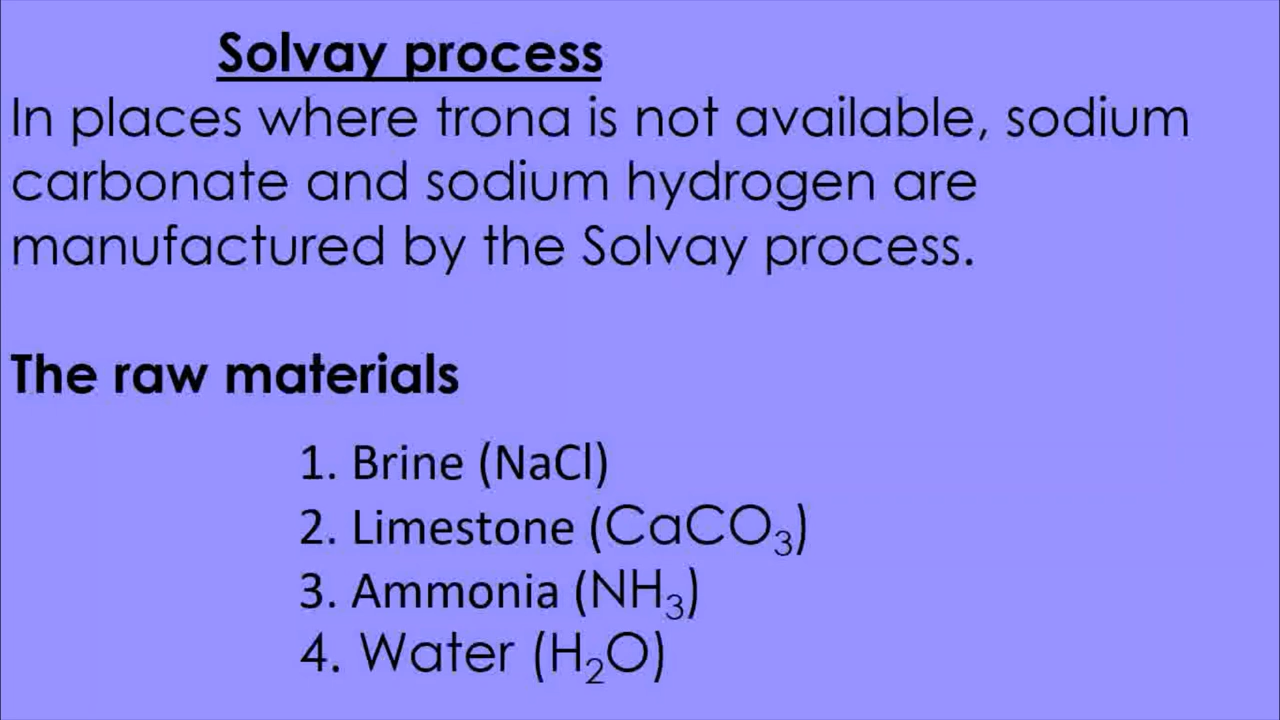 Solvay process
In places where trona is not available, sodium
carbonate and sodium hydrogen are
manufactured by the Solvay process.
The raw materials
1. Brine (NaCl)
2. Limestone (CaCO₃)
3. Ammonia (NH₃)
4. Water (H₂O)